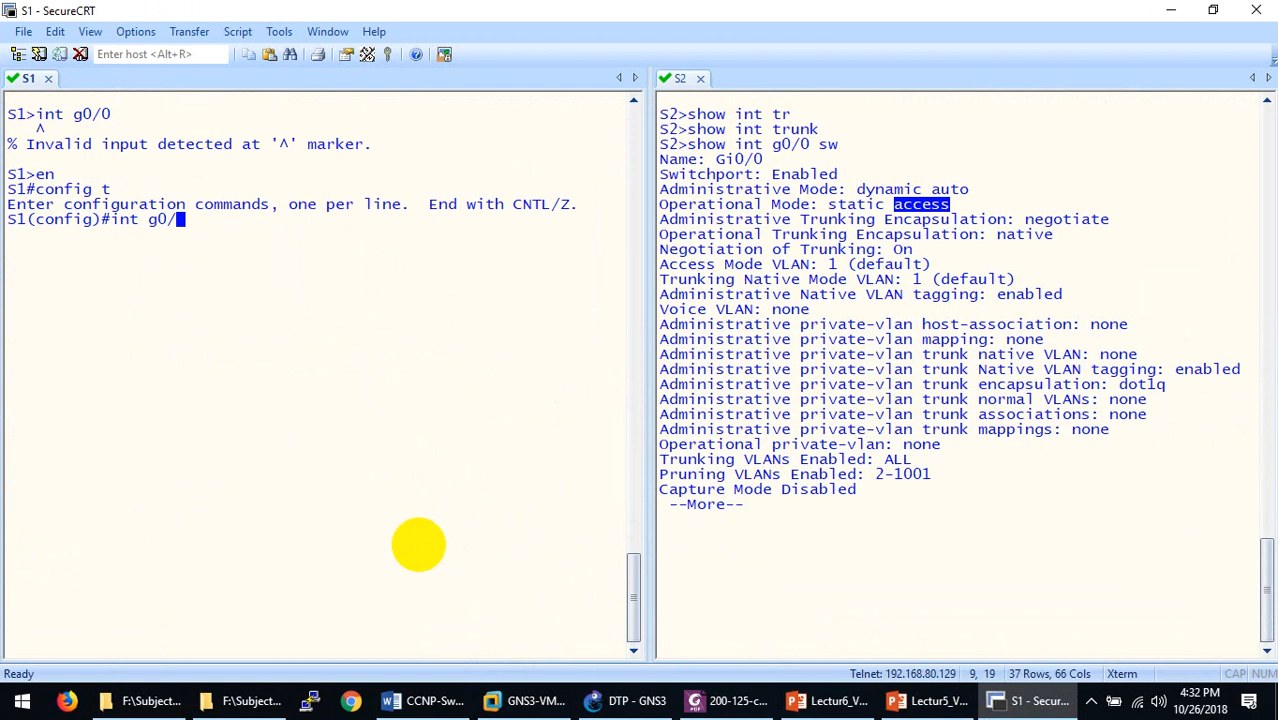 S1 - SecureCRT
File Edit View Options Transfer Script Tools Window Help
Enter host <Alt+R>
S1
S1>int g0/0
^
% Invalid input detected at '^' marker.
S1>en
S1#config t
Enter configuration commands, one per line. End with CNTL/Z.
S1(config)#int g0/
S2
S2>show int tr
S2>show int trunk
S2>show int g0/0 sw
Name: Gi0/0
Switchport: Enabled
Administrative Mode: dynamic auto
Operational Mode: static access
Administrative Trunking Encapsulation: negotiate
Operational Trunking Encapsulation: native
Negotiation of Trunking: On
Access Mode VLAN: 1 (default)
Trunking Native Mode VLAN: 1 (default)
Administrative Native VLAN tagging: enabled
Voice VLAN: none
Administrative private-vlan host-association: none
Administrative private-vlan mapping: none
Administrative private-vlan trunk native VLAN: none
Administrative private-vlan trunk Native VLAN tagging: enabled
Administrative private-vlan trunk encapsulation: dot1q
Administrative private-vlan trunk normal VLANs: none
Administrative private-vlan trunk associations: none
Administrative private-vlan trunk mappings: none
Operational private-vlan: none
Trunking VLANs Enabled: ALL
Pruning VLANs Enabled: 2-1001
Capture Mode Disabled
--More--
Ready Telnet: 192.168.80.129 9, 19 37 Rows, 66 Cols Xterm CAP NUM
F:\Subject... F:\Subject... CCNP-Sw... GNS3-VM... DTP - GNS3 200-125-c... Lectur6_V... Lectur5_V... S1 - Secur... 4:32 PM
10/26/2018